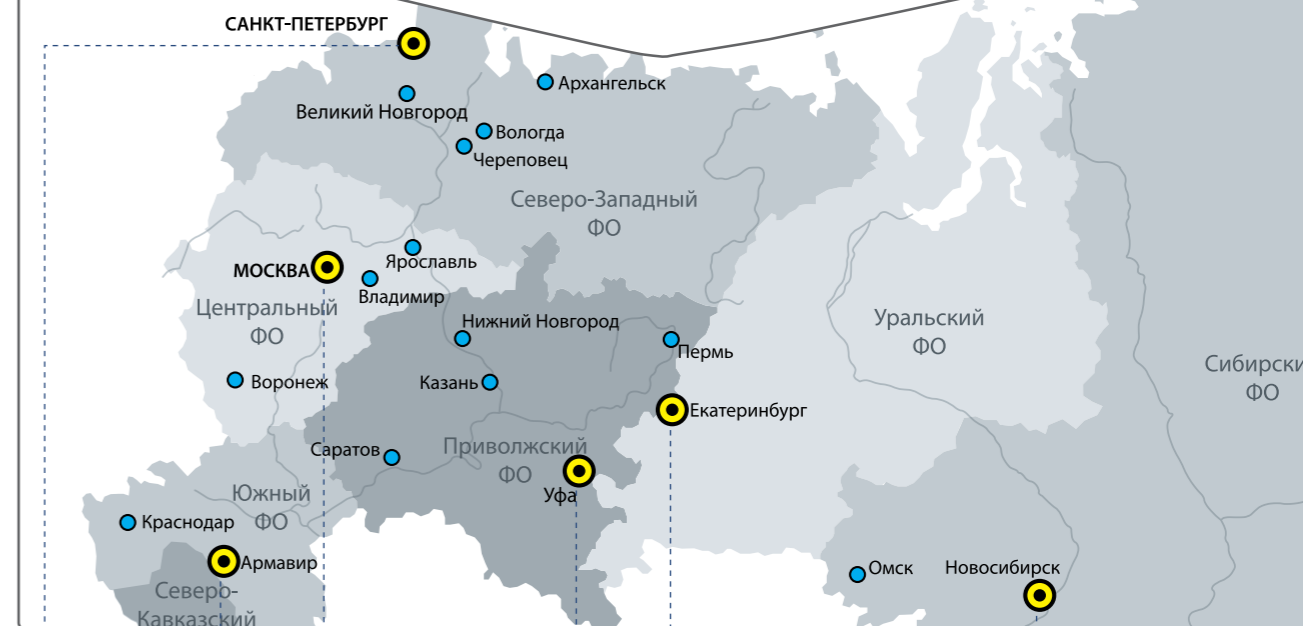 САНКТ-ПЕТЕРБУРГ
Архангельск
Великий Новгород
Вологда
Череповец
Северо-Западный
ФО
Ярославль
МОСКВА
Владимир
Центральный
ФО
Нижний Новгород
Уральский
ФО
Пермь
Сибирски
ФО
Воронеж
Казань
Екатеринбург
Саратов
Приволжский
ФО
Уфа
Южный
ФО
Краснодар
Армавир
Омск
Новосибирск
Северо-
Кавказский